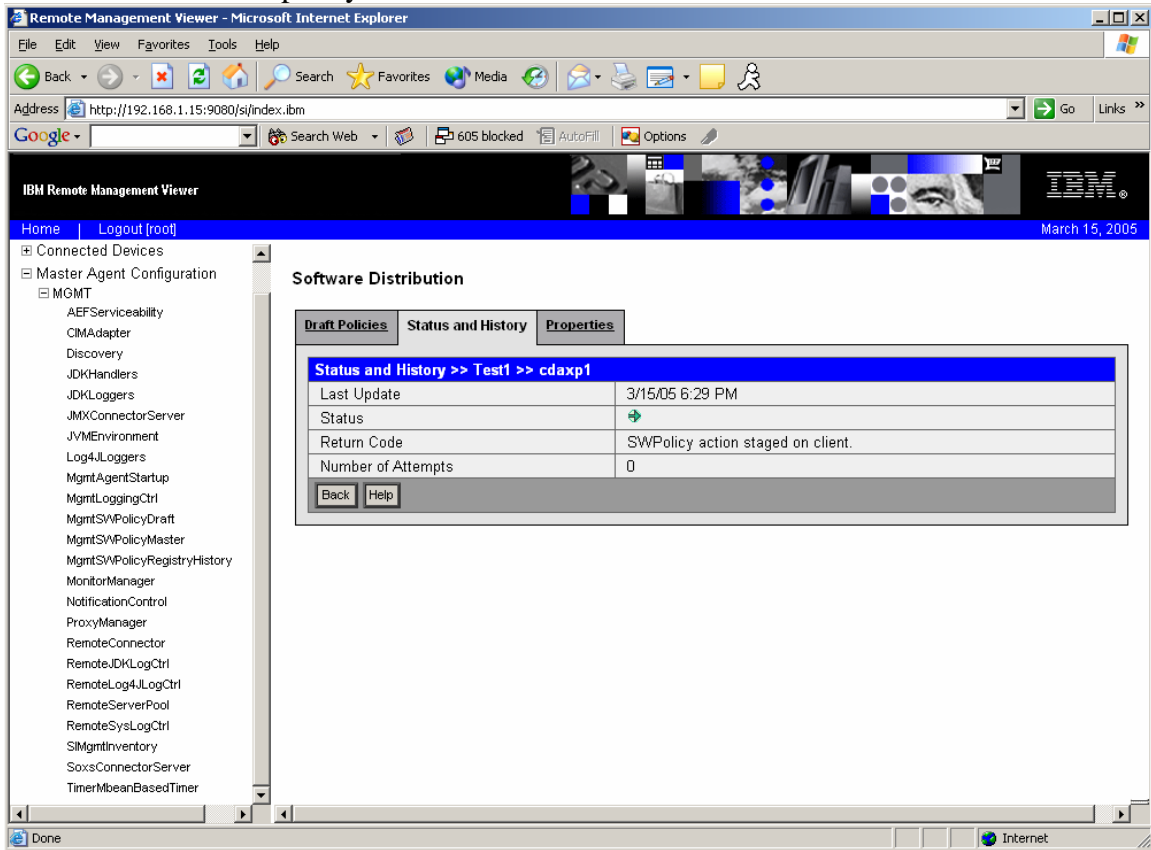 Remote Management Viewer - Microsoft Internet Explorer
File Edit View Favorites Tools Help
Back Search Favorites Media
Address http://192.168.1.15:9080/si/index.ibm Go Links »
Google Search Web 605 blocked AutoFill Options
IBM Remote Management Viewer IBM®
Home | Logout [root] March 15, 2005
Connected Devices
Master Agent Configuration
MGMT
AEFServiceability
CIMAdapter
Discovery
JDKHandlers
JDKLoggers
JMXConnectorServer
JVMEnvironment
Log4JLoggers
MgmtAgentStartup
MgmtLoggingCtrl
MgmtSWPolicyDraft
MgmtSWPolicyMaster
MgmtSWPolicyRegistryHistory
MonitorManager
NotificationControl
ProxyManager
RemoteConnector
RemoteJDKLogCtrl
RemoteLog4JLogCtrl
RemoteServerPool
RemoteSysLogCtrl
SIMgmtInventory
SoxsConnectorServer
TimerMbeanBasedTimer
Software Distribution
Draft Policies Status and History Properties
Status and History >> Test1 >> cdaxp1
Last Update 3/15/05 6:29 PM
Status
Return Code SWPolicy action staged on client.
Number of Attempts 0
Back Help
Done Internet